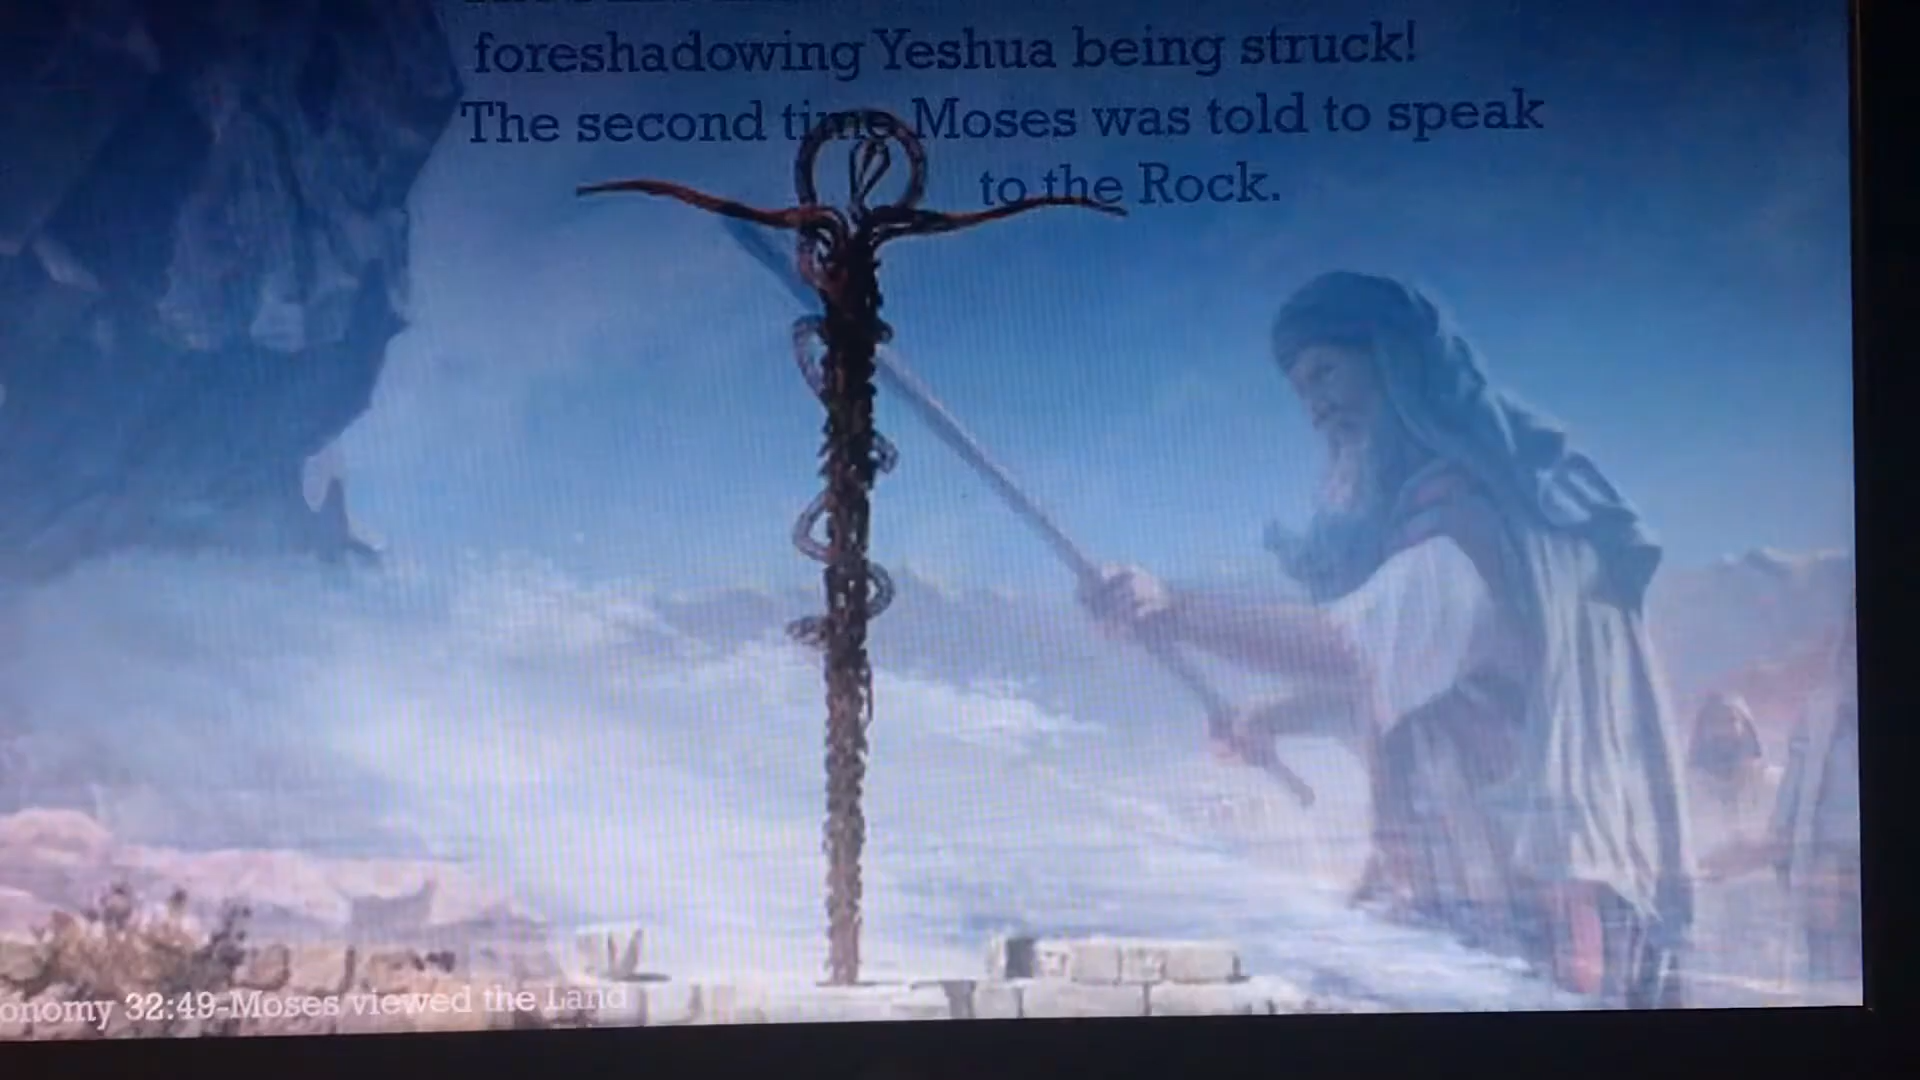 foreshadowing Yeshua being struck!
The second time Moses was told to speak
to the Rock.
onomy 32:49-Moses viewed the Land